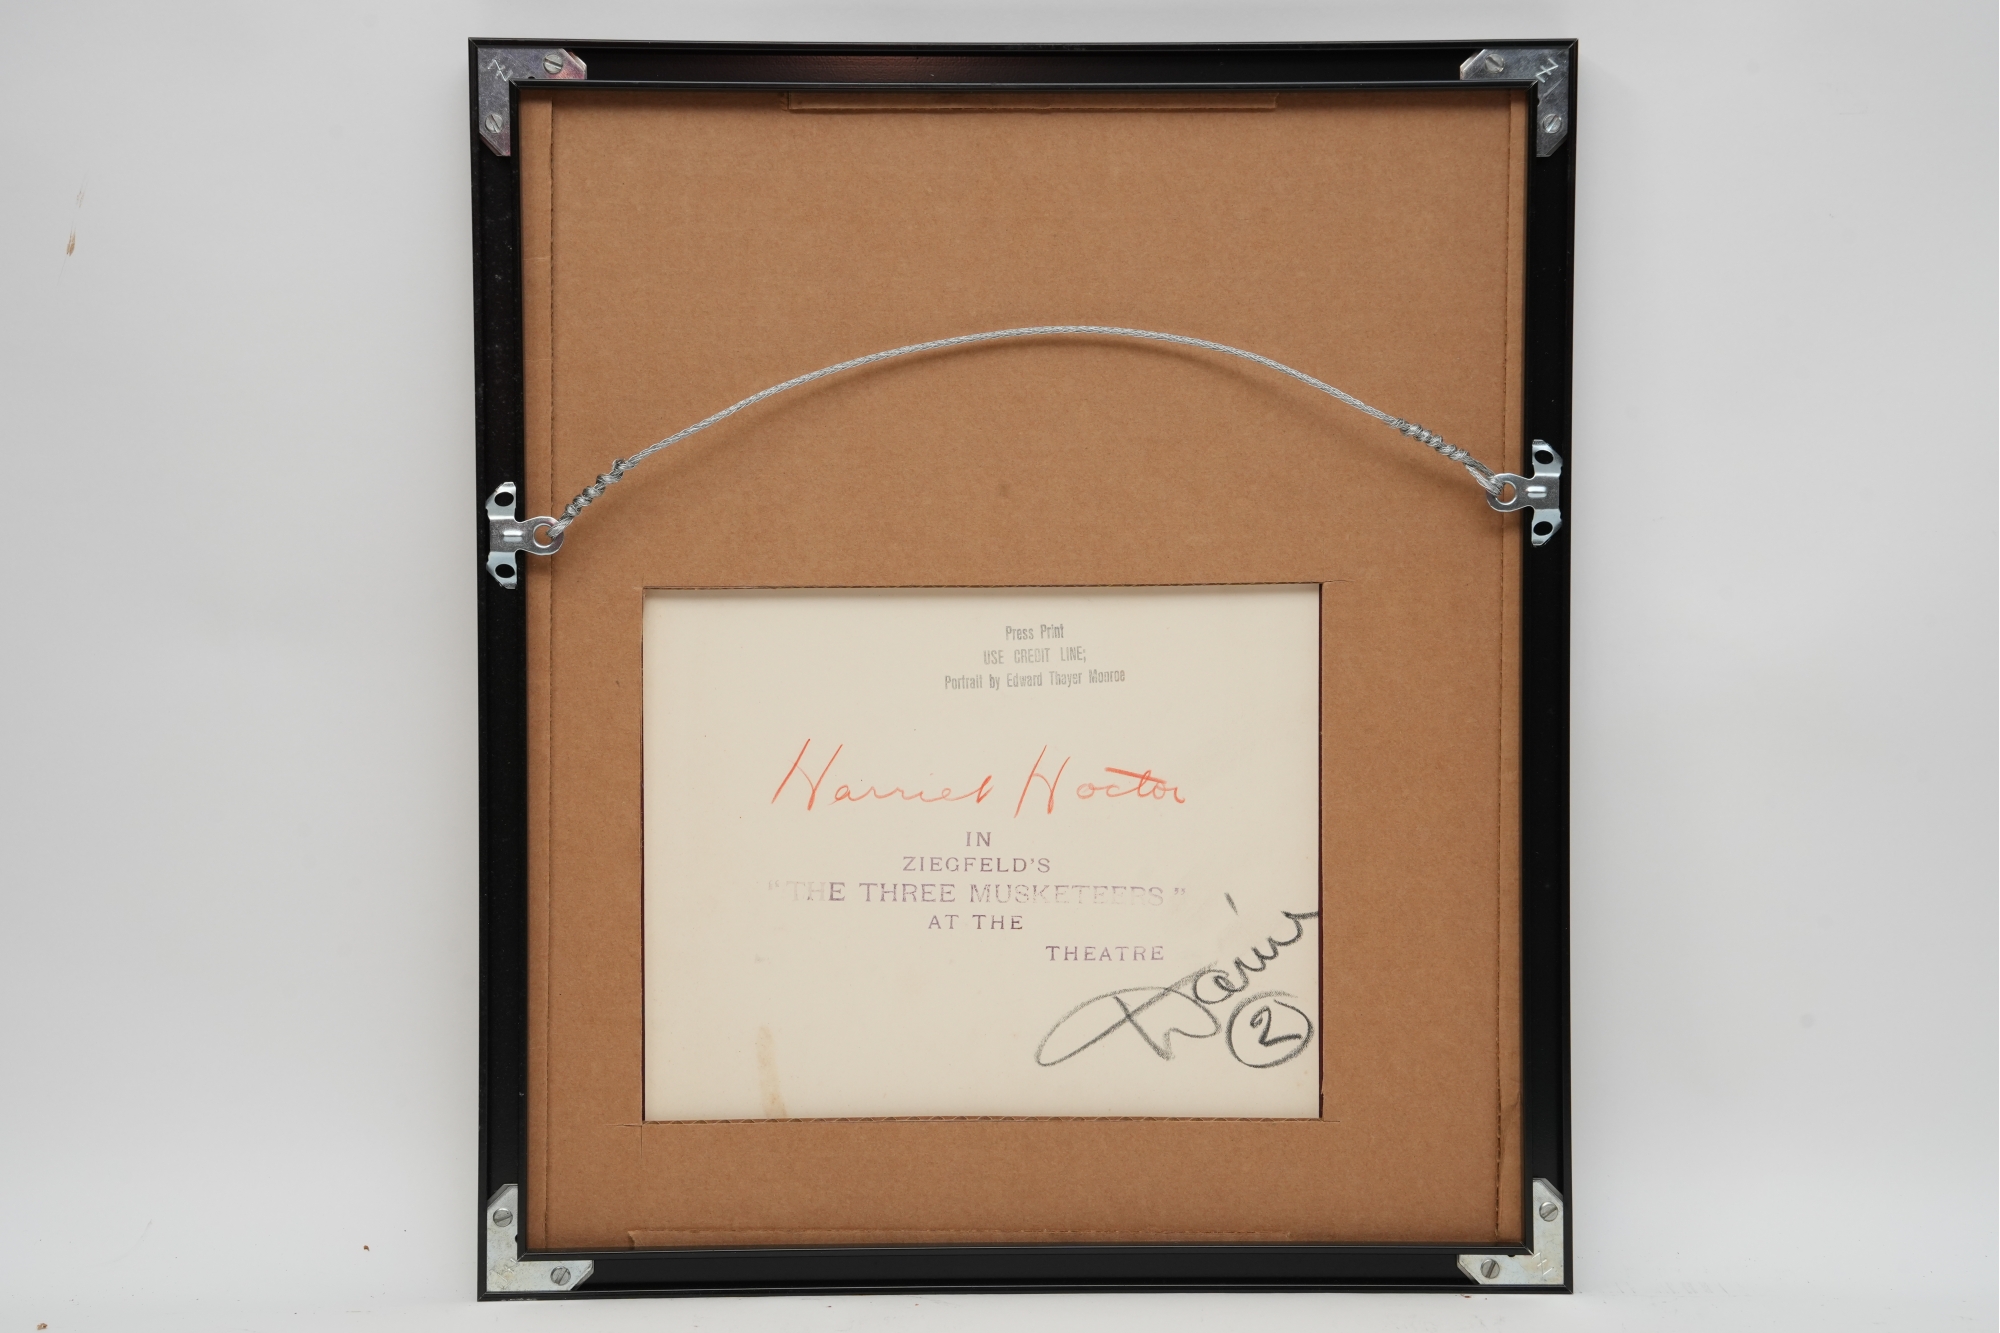 Press Print
USE CREDIT LINE;
Portrait by Edward Thayer Monroe
Harriet Hoctor
IN
ZIEGFELD'S
"THE THREE MUSKETEERS"
AT THE
THEATRE
2